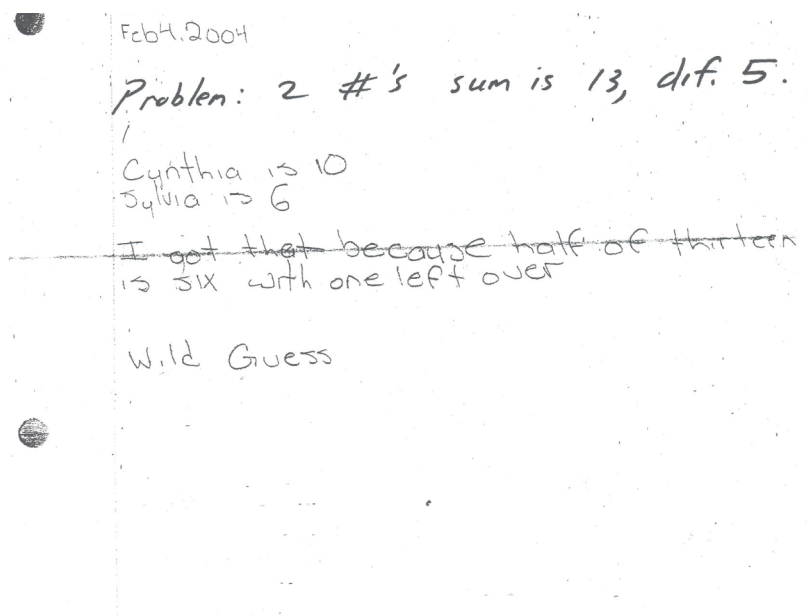 Feb4.2004
Problem: 2 #'s sum is 13, dif. 5.
Cynthia is 10
Sylvia is 6
I got that because half of thirteen
is six with one left over
Wild Guess